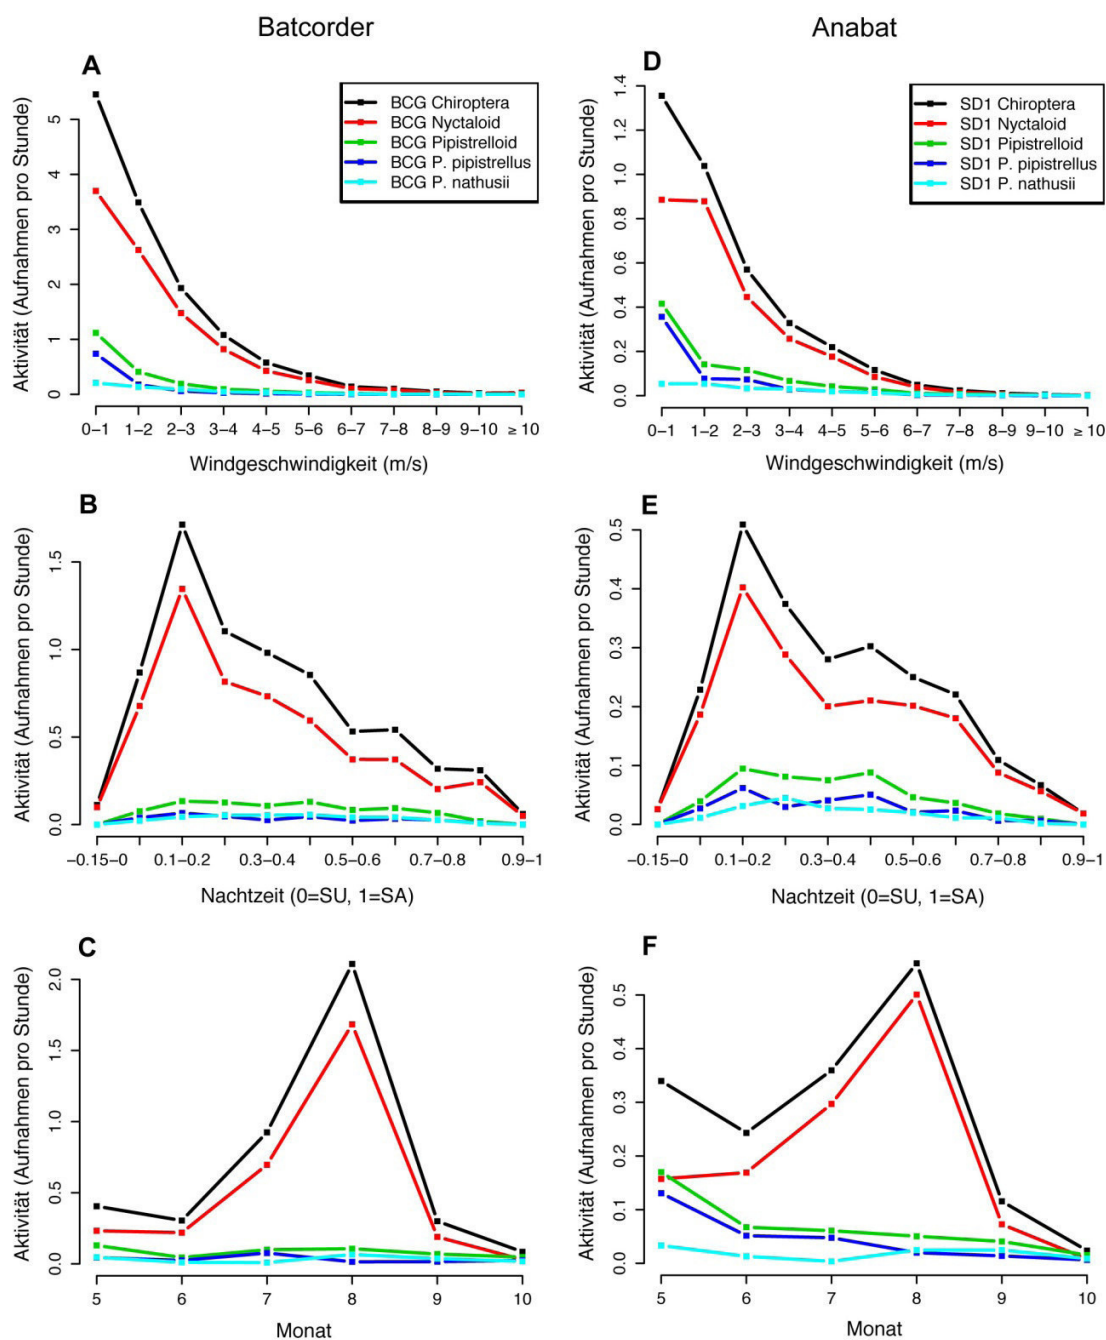 Batcorder
Anabat
A
Aktivität (Aufnahmen pro Stunde)
5
4
3
2
1
0
BCG Chiroptera
BCG Nyctaloid
BCG Pipistrelloid
BCG P. pipistrellus
BCG P. nathusii
0–1 1–2 2–3 3–4 4–5 5–6 6–7 7–8 8–9 9–10 ≥ 10
Windgeschwindigkeit (m/s)
D
Aktivität (Aufnahmen pro Stunde)
1.4
1.2
1.0
0.8
0.6
0.4
0.2
0.0
SD1 Chiroptera
SD1 Nyctaloid
SD1 Pipistrelloid
SD1 P. pipistrellus
SD1 P. nathusii
0–1 1–2 2–3 3–4 4–5 5–6 6–7 7–8 8–9 9–10 ≥ 10
Windgeschwindigkeit (m/s)
B
Aktivität (Aufnahmen pro Stunde)
1.5
1.0
0.5
0.0
−0.15–0 0.1–0.2 0.3–0.4 0.5–0.6 0.7–0.8 0.9–1
Nachtzeit (0=SU, 1=SA)
E
Aktivität (Aufnahmen pro Stunde)
0.5
0.4
0.3
0.2
0.1
0.0
−0.15–0 0.1–0.2 0.3–0.4 0.5–0.6 0.7–0.8 0.9–1
Nachtzeit (0=SU, 1=SA)
C
Aktivität (Aufnahmen pro Stunde)
2.0
1.5
1.0
0.5
0.0
5 6 7 8 9 10
Monat
F
Aktivität (Aufnahmen pro Stunde)
0.5
0.4
0.3
0.2
0.1
0.0
5 6 7 8 9 10
Monat